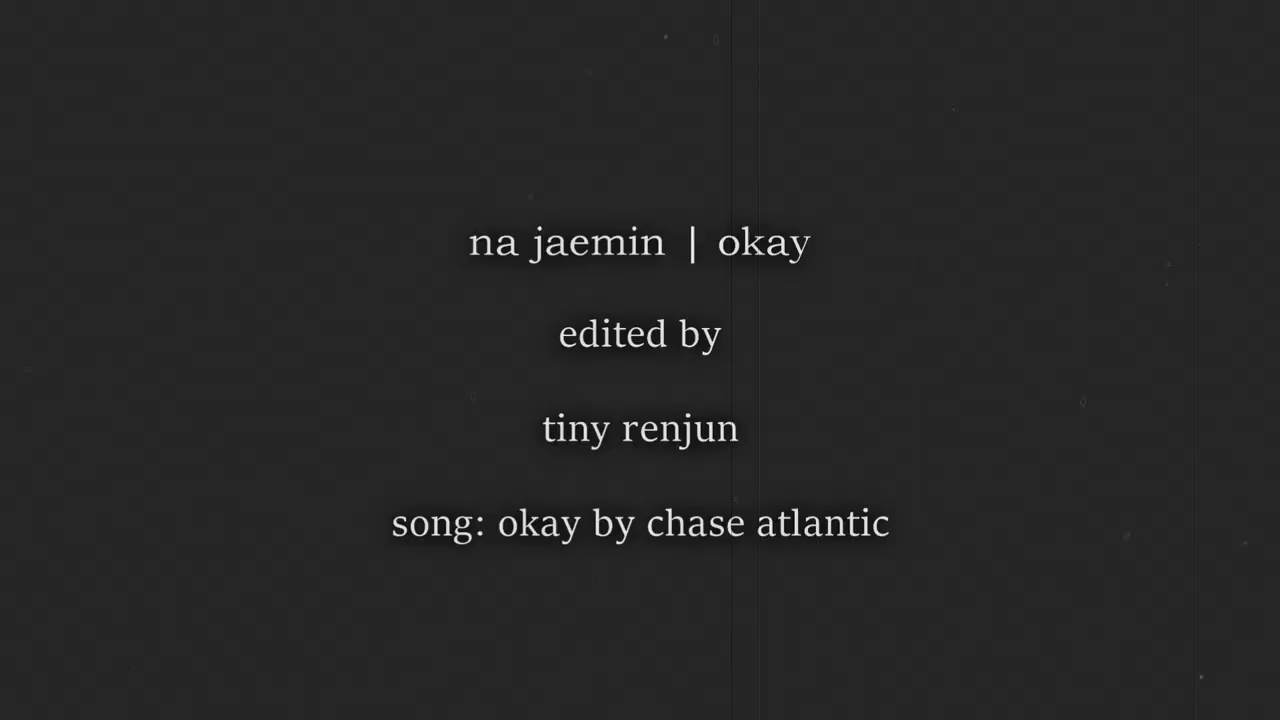 na jaemin | okay
edited by
tiny renjun
song: okay by chase atlantic